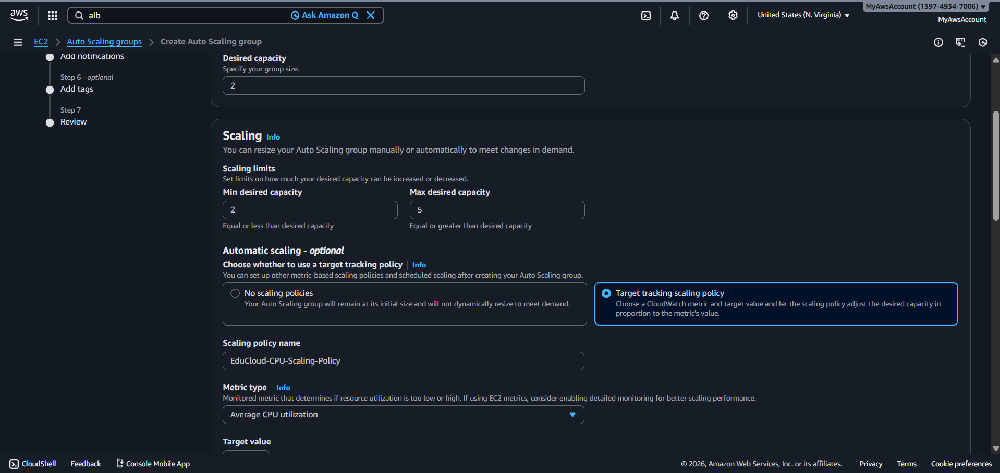 aws
alb
Ask Amazon Q
United States (N. Virginia)
MyAwsAccount (1397-4934-7006)
MyAwsAccount
EC2
Auto Scaling groups
Create Auto Scaling group
Add notifications
Step 6 - optional
Add tags
Step 7
Review
Desired capacity
Specify your group size.
2
Scaling Info
You can resize your Auto Scaling group manually or automatically to meet changes in demand.
Scaling limits
Set limits on how much your desired capacity can be increased or decreased.
Min desired capacity
2
Equal or less than desired capacity
Max desired capacity
5
Equal or greater than desired capacity
Automatic scaling - optional
Choose whether to use a target tracking policy Info
You can set up other metric-based scaling policies and scheduled scaling after creating your Auto Scaling group.
No scaling policies
Your Auto Scaling group will remain at its initial size and will not dynamically resize to meet demand.
Target tracking scaling policy
Choose a CloudWatch metric and target value and let the scaling policy adjust the desired capacity in
proportion to the metric's value.
Scaling policy name
EduCloud-CPU-Scaling-Policy
Metric type Info
Monitored metric that determines if resource utilization is too low or high. If using EC2 metrics, consider enabling detailed monitoring for better scaling performance.
Average CPU utilization
Target value
CloudShell
Feedback
Console Mobile App
© 2026, Amazon Web Services, Inc. or its affiliates.
Privacy
Terms
Cookie preferences